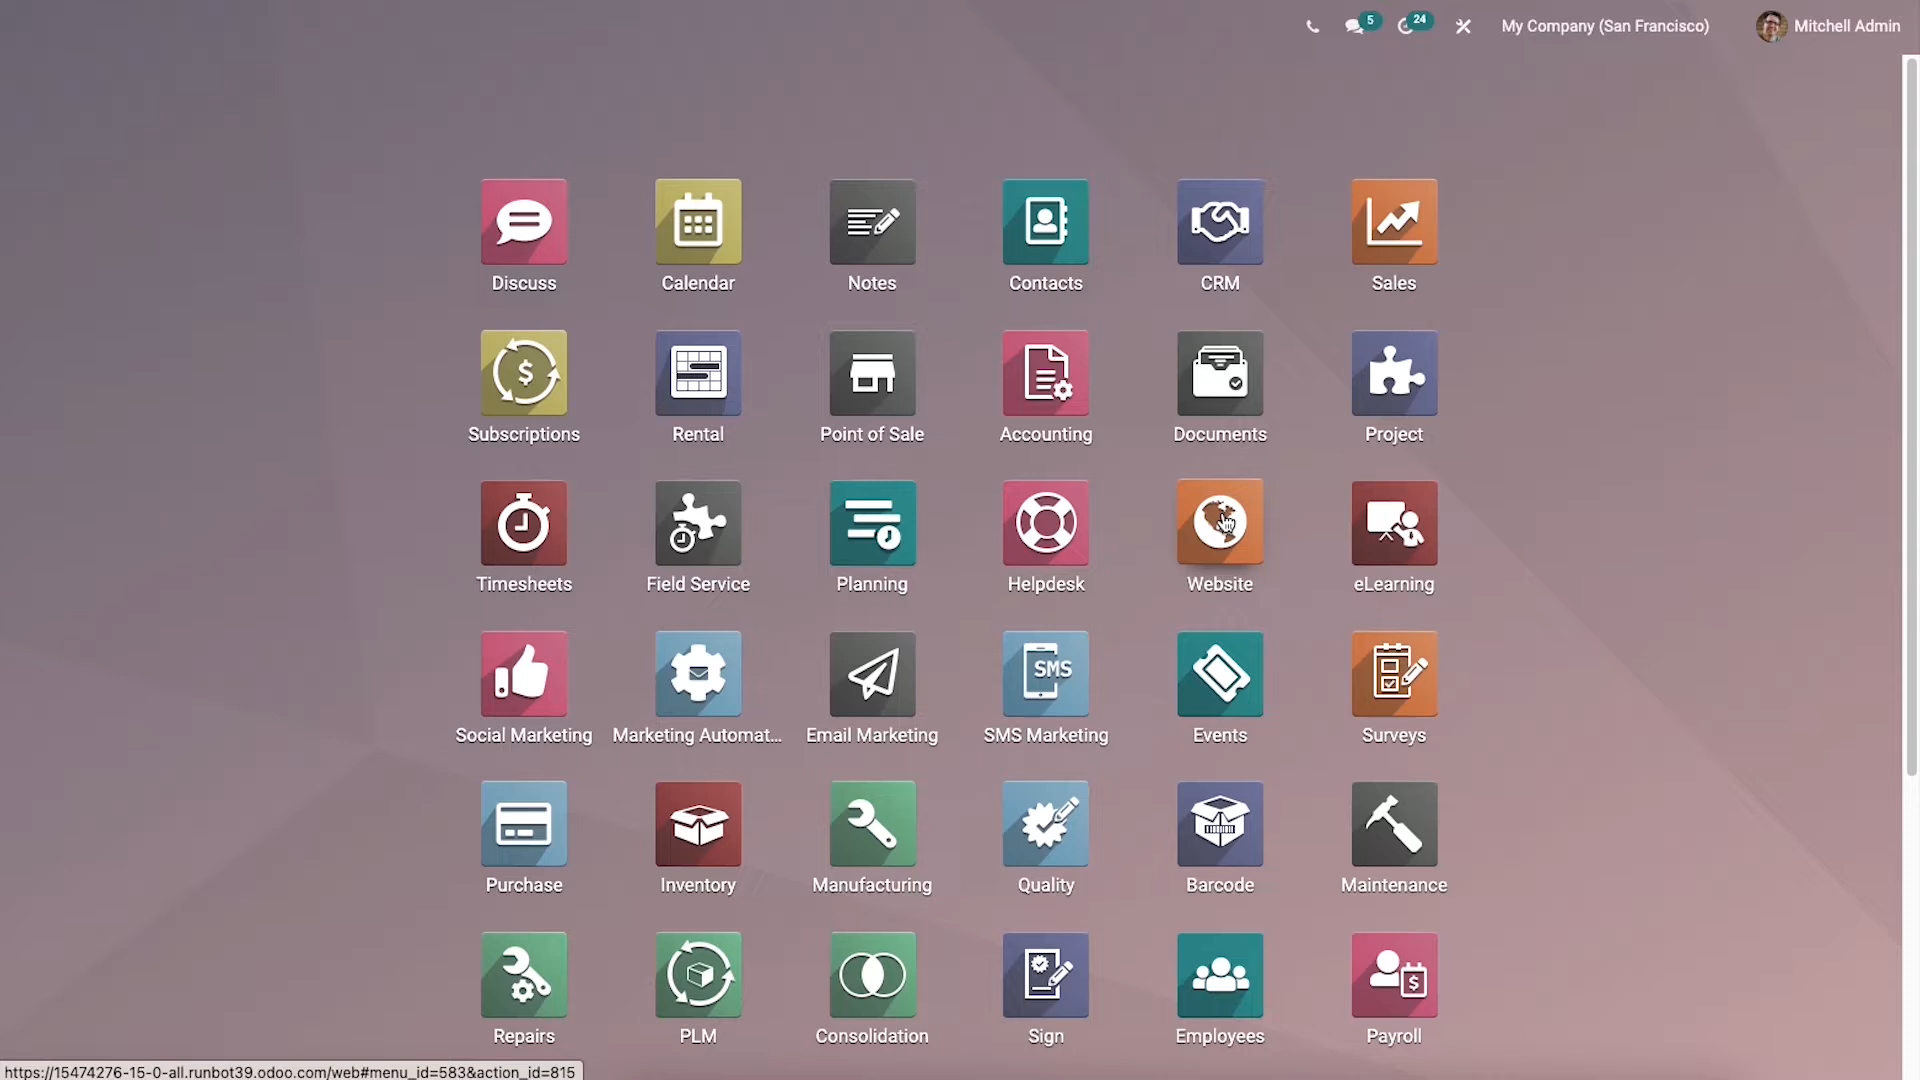 5
24
My Company (San Francisco)
Mitchell Admin
Discuss
Calendar
Notes
Contacts
CRM
Sales
$
Subscriptions
Rental
Point of Sale
Accounting
Documents
Project
Timesheets
Field Service
Planning
Helpdesk
Website
eLearning
SMS
Social Marketing
Marketing Automat...
Email Marketing
SMS Marketing
Events
Surveys
Purchase
Inventory
Manufacturing
Quality
Barcode
Maintenance
$
Repairs
PLM
Consolidation
Sign
Employees
Payroll
https://15474276-15-0-all.runbot39.odoo.com/web#menu_id=583&action_id=815